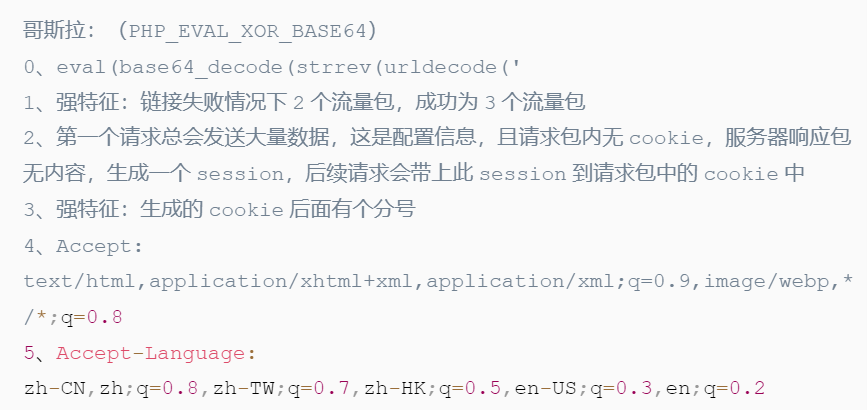 哥斯拉：（PHP_EVAL_XOR_BASE64）
0、eval(base64_decode(strrev(urldecode('
1、强特征：链接失败情况下 2 个流量包，成功为 3 个流量包
2、第一个请求总会发送大量数据，这是配置信息，且请求包内无 cookie，服务器响应包
无内容，生成一个 session，后续请求会带上此 session 到请求包中的 cookie 中
3、强特征：生成的 cookie 后面有个分号
4、Accept:
text/html,application/xhtml+xml,application/xml;q=0.9,image/webp,*
/*;q=0.8
5、Accept-Language:
zh-CN,zh;q=0.8,zh-TW;q=0.7,zh-HK;q=0.5,en-US;q=0.3,en;q=0.2